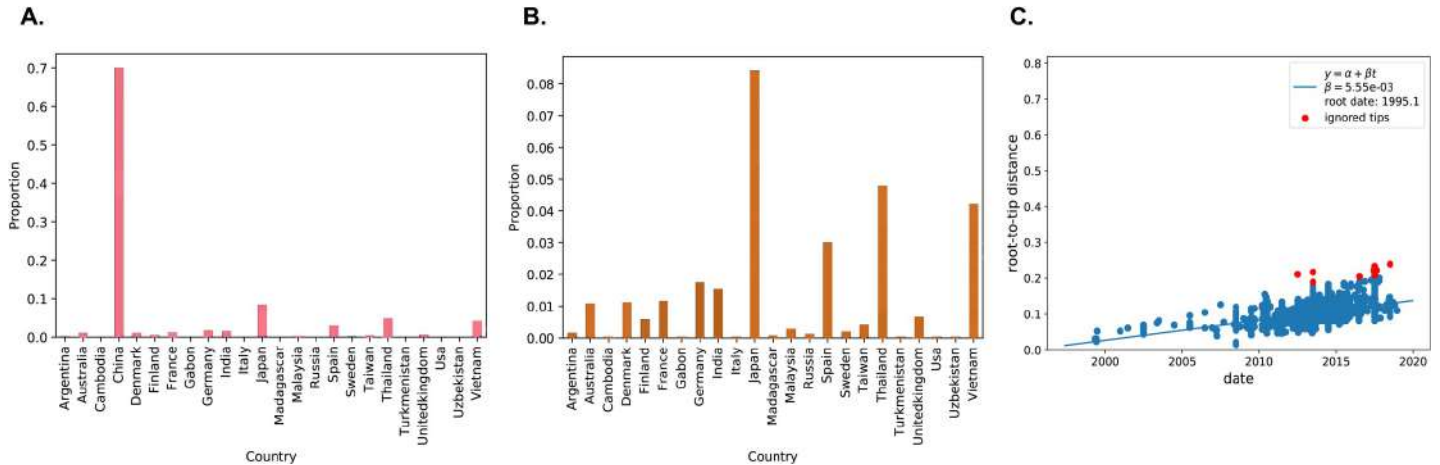 A.
0.7
0.6
0.5
0.4
0.3
0.2
0.1
0.0
Proportion
Argentina
Australia
Cambodia
China
Denmark
Finland
France
Gabon
Germany
India
Italy
Japan
Madagascar
Malaysia
Russia
Spain
Sweden
Taiwan
Thailand
Turkmenistan
Unitedkingdom
Usa
Uzbekistan
Vietnam
Country
B.
0.08
0.07
0.06
0.05
0.04
0.03
0.02
0.01
0.00
Proportion
Argentina
Australia
Cambodia
Denmark
Finland
France
Gabon
Germany
India
Italy
Japan
Madagascar
Malaysia
Russia
Spain
Sweden
Taiwan
Thailand
Turkmenistan
Unitedkingdom
Usa
Uzbekistan
Vietnam
Country
C.
0.8
0.7
0.6
0.5
0.4
0.3
0.2
0.1
0.0
root-to-tip distance
y = α + βt
β = 5.55e-03
root date: 1995.1
ignored tips
2000 2005 2010 2015 2020
date